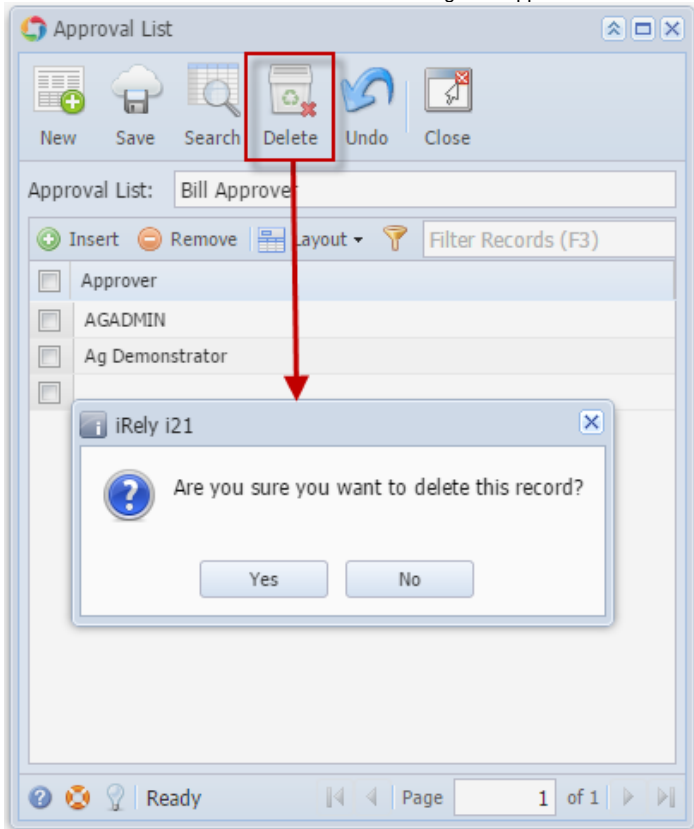 Approval List
New Save Search Delete Undo Close
Approval List: Bill Approver
Insert Remove Layout Filter Records (F3)
Approver
AGADMIN
Ag Demonstrator
iRely i21
Are you sure you want to delete this record?
Yes No
Ready Page 1 of 1